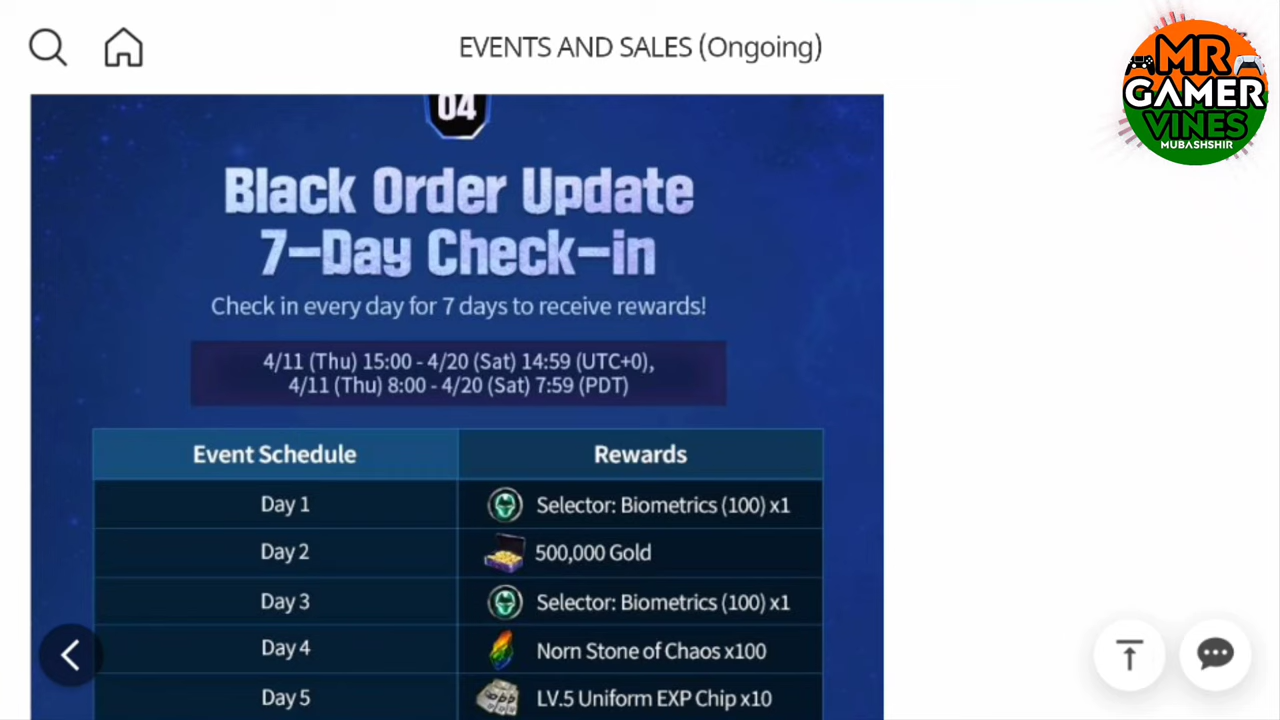 EVENTS AND SALES (Ongoing)
MR
GAMER
VINES
MUBASHSHIR
04
Black Order Update
7-Day Check-in
Check in every day for 7 days to receive rewards!
4/11 (Thu) 15:00 - 4/20 (Sat) 14:59 (UTC+0),
4/11 (Thu) 8:00 - 4/20 (Sat) 7:59 (PDT)
Event Schedule Rewards
Day 1 Selector: Biometrics (100) x1
Day 2 500,000 Gold
Day 3 Selector: Biometrics (100) x1
Day 4 Norn Stone of Chaos x100
Day 5 LV.5 Uniform EXP Chip x10